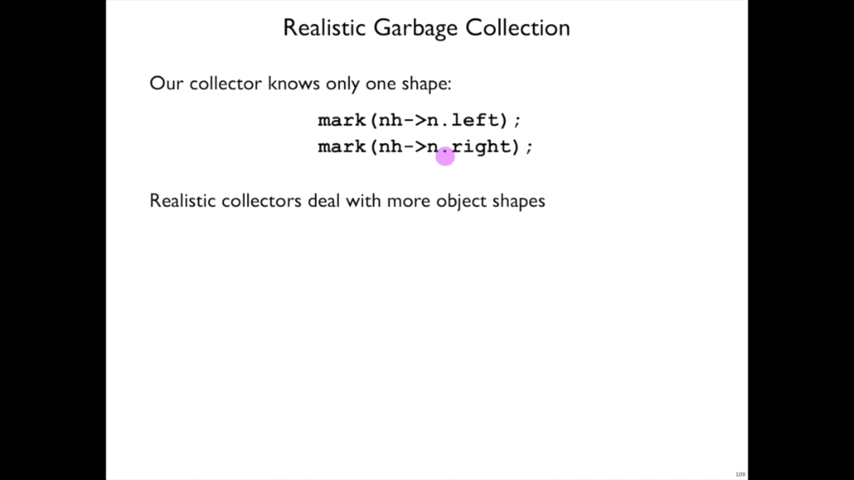 Realistic Garbage Collection
Our collector knows only one shape:
mark(nh->n.left);
mark(nh->n.right);
Realistic collectors deal with more object shapes
109